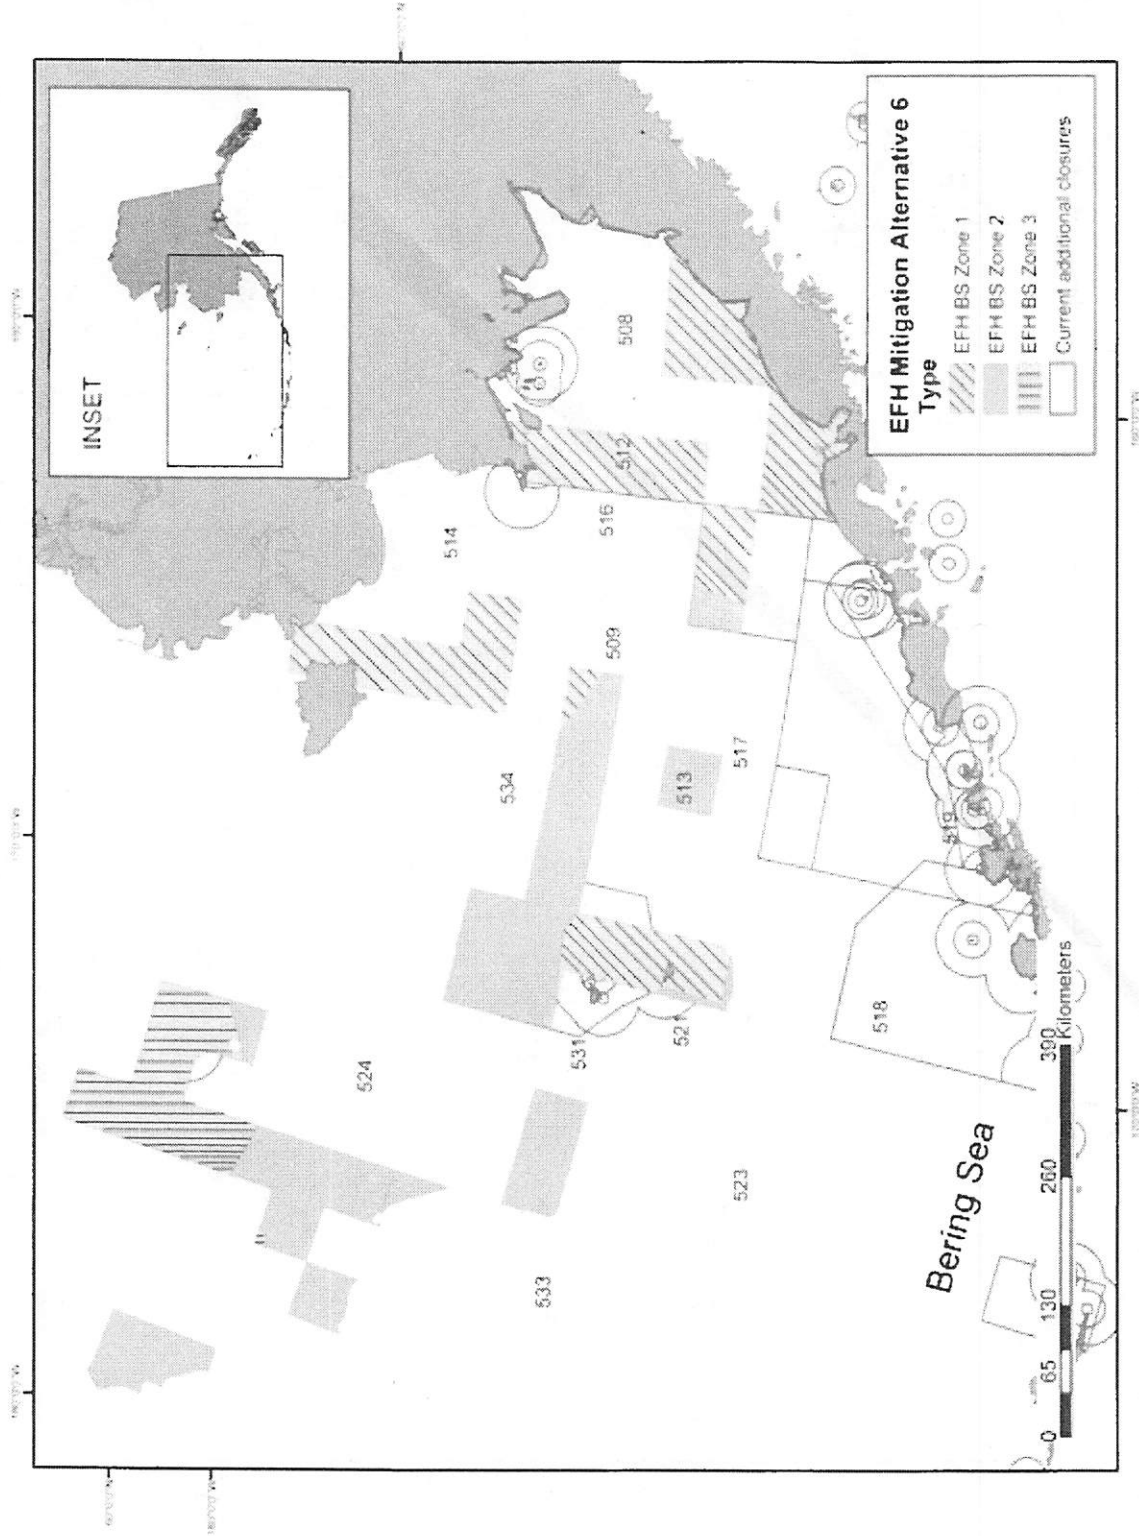 INSET
508
512
516
514
509
534
517
513
519
531
521
518
524
523
533
Bering Sea
0 65 130 260 390
Kilometers
EFH Mitigation Alternative 6
Type
EFH BS Zone 1
EFH BS Zone 2
EFH BS Zone 3
Current additional closures